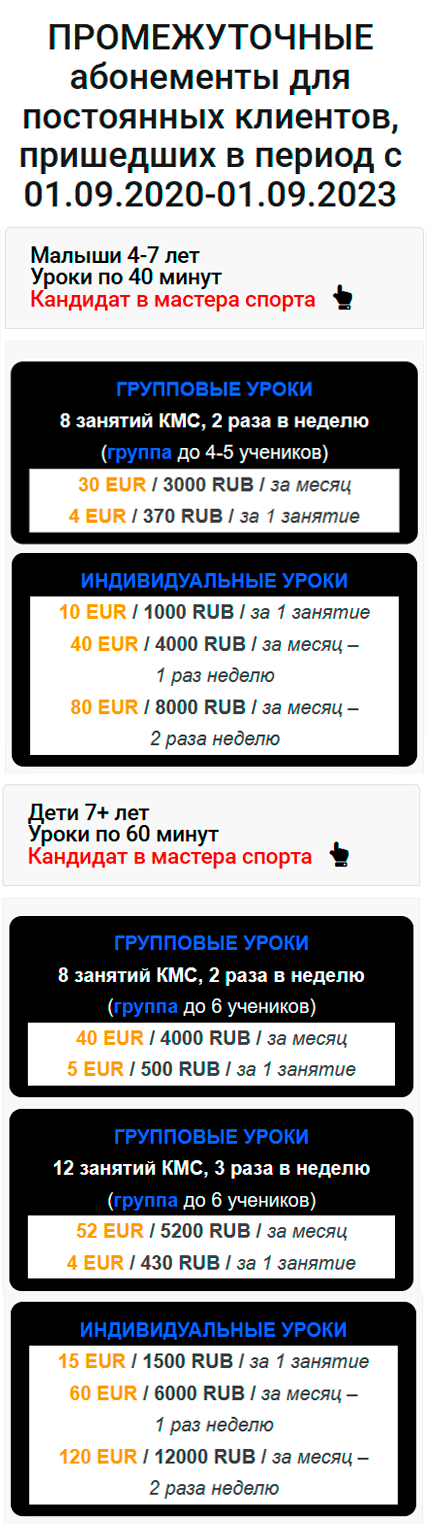 ПРОМЕЖУТОЧНЫЕ
абонементы для
постоянных клиентов,
пришедших в период с
01.09.2020-01.09.2023
Малыши 4-7 лет
Уроки по 40 минут
Кандидат в мастера спорта
ГРУППОВЫЕ УРОКИ
8 занятий КМС, 2 раза в неделю
(группа до 4-5 учеников)
30 EUR / 3000 RUB / за месяц
4 EUR / 370 RUB / за 1 занятие
ИНДИВИДУАЛЬНЫЕ УРОКИ
10 EUR / 1000 RUB / за 1 занятие
40 EUR / 4000 RUB / за месяц –
1 раз неделю
80 EUR / 8000 RUB / за месяц –
2 раза неделю
Дети 7+ лет
Уроки по 60 минут
Кандидат в мастера спорта
ГРУППОВЫЕ УРОКИ
8 занятий КМС, 2 раза в неделю
(группа до 6 учеников)
40 EUR / 4000 RUB / за месяц
5 EUR / 500 RUB / за 1 занятие
ГРУППОВЫЕ УРОКИ
12 занятий КМС, 3 раза в неделю
(группа до 6 учеников)
52 EUR / 5200 RUB / за месяц
4 EUR / 430 RUB / за 1 занятие
ИНДИВИДУАЛЬНЫЕ УРОКИ
15 EUR / 1500 RUB / за 1 занятие
60 EUR / 6000 RUB / за месяц –
1 раз неделю
120 EUR / 12000 RUB / за месяц –
2 раза неделю